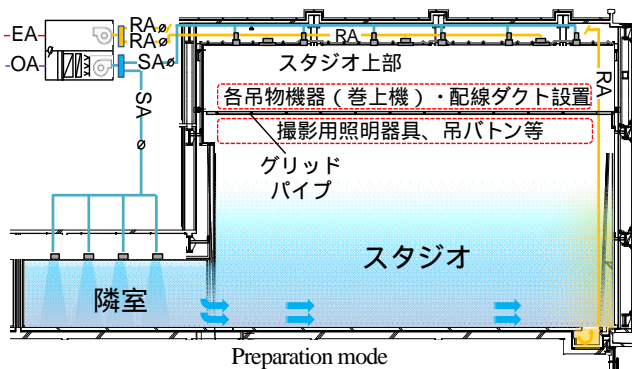 EA
OA
RA
RA
SA
SA
RA
RA
スタジオ上部
各吊物機器（巻上機）・配線ダクト設置
撮影用照明器具、吊バトン等
グリッド
パイプ
スタジオ
隣室
Preparation mode